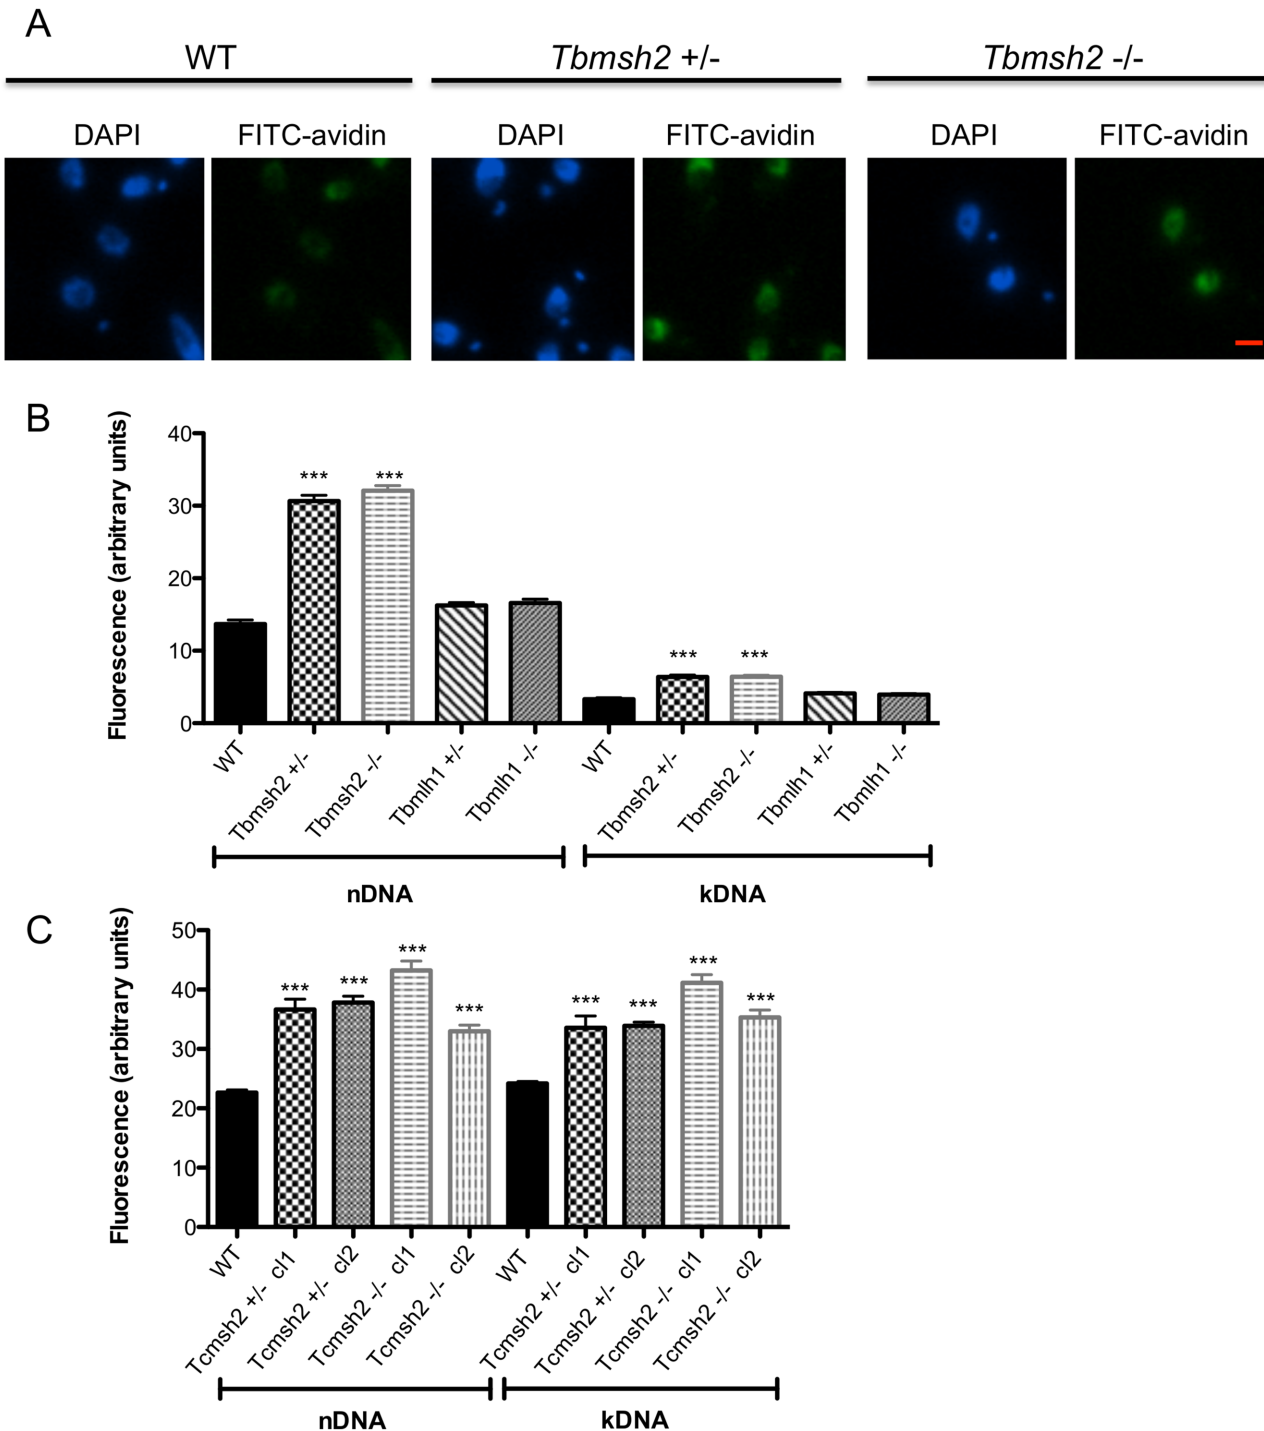 A
WT
Tbmsh2 +/-
Tbmsh2 -/-
DAPI
FITC-avidin
DAPI
FITC-avidin
DAPI
FITC-avidin
B
Fluorescence (arbitrary units)
40
30
20
10
0
***
***
***
***
WT
Tbmsh2 +/-
Tbmsh2 -/-
Tbmlh1 +/-
Tbmlh1 -/-
WT
Tbmsh2 +/-
Tbmsh2 -/-
Tbmlh1 +/-
Tbmlh1 -/-
nDNA
kDNA
C
Fluorescence (arbitrary units)
50
40
30
20
10
0
***
***
***
***
***
***
***
***
WT
Tcmsh2 +/- cl1
Tcmsh2 +/- cl2
Tcmsh2 -/- cl1
Tcmsh2 -/- cl2
WT
Tcmsh2 +/- cl1
Tcmsh2 +/- cl2
Tcmsh2 -/- cl1
Tcmsh2 -/- cl2
nDNA
kDNA